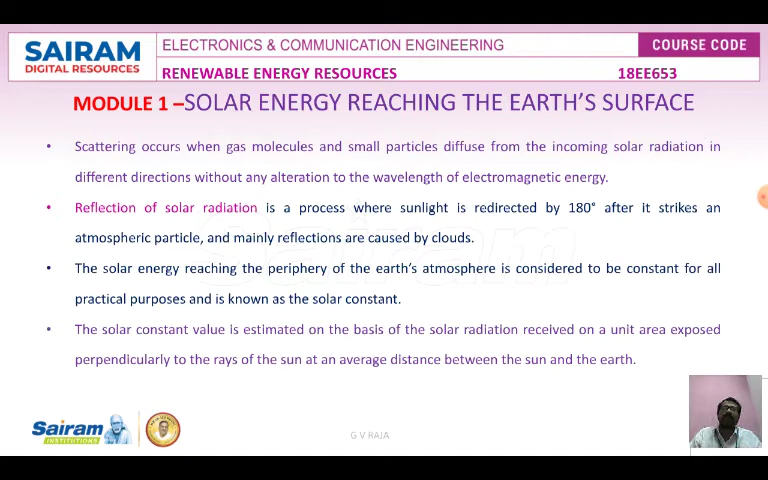 SAIRAM
DIGITAL RESOURCES
ELECTRONICS & COMMUNICATION ENGINEERING
COURSE CODE
RENEWABLE ENERGY RESOURCES
18EE653
MODULE 1 –SOLAR ENERGY REACHING THE EARTH'S SURFACE
• Scattering occurs when gas molecules and small particles diffuse from the incoming solar radiation in
different directions without any alteration to the wavelength of electromagnetic energy.
• Reflection of solar radiation is a process where sunlight is redirected by 180° after it strikes an
atmospheric particle, and mainly reflections are caused by clouds.
• The solar energy reaching the periphery of the earth's atmosphere is considered to be constant for all
practical purposes and is known as the solar constant.
• The solar constant value is estimated on the basis of the solar radiation received on a unit area exposed
perpendicularly to the rays of the sun at an average distance between the sun and the earth.
Sairam
Sairam
INSTITUTIONS
G V RAJA